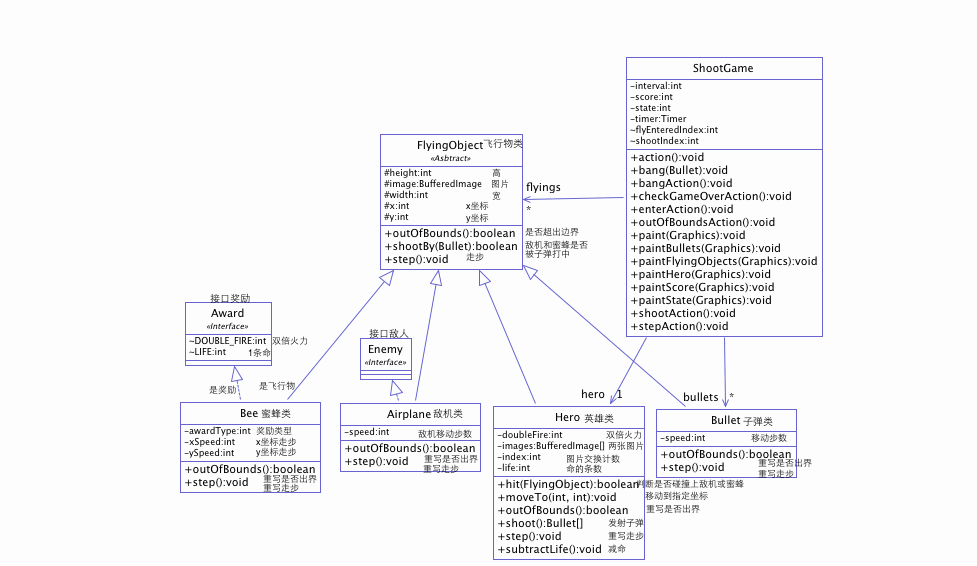 ShootGame
-interval:int
-score:int
-state:int
-timer:Timer
~flyEnteredIndex:int
~shootIndex:int
+action():void
+bang(Bullet):void
+bangAction():void
+checkGameOverAction():void
+enterAction():void
+outOfBoundsAction():void
+paint(Graphics):void
+paintBullets(Graphics):void
+paintFlyingObjects(Graphics):void
+paintHero(Graphics):void
+paintScore(Graphics):void
+paintState(Graphics):void
+shootAction():void
+stepAction():void
FlyingObject 飞行物类
«Asbtract»
#height:int 高
#image:BufferedImage 图片
#width:int 宽
#x:int x坐标
#y:int y坐标
+outOfBounds():boolean 是否超出边界
+shootBy(Bullet):boolean 敌机和蜜蜂是否
被子弹打中
+step():void 走步
flyings
*
接口奖励
Award
«Interface»
~DOUBLE_FIRE:int 双倍火力
~LIFE:int 1条命
接口敌人
Enemy
«Interface»
是奖励
是飞行物
hero 1
bullets *
Bee 蜜蜂类
-awardType:int 奖励类型
-xSpeed:int x坐标走步
-ySpeed:int y坐标走步
+outOfBounds():boolean
+step():void 重写是否出界
重写走步
Airplane 敌机类
-speed:int 敌机移动步数
+outOfBounds():boolean
+step():void 重写是否出界
重写走步
Hero 英雄类
-doubleFire:int 双倍火力
-images:BufferedImage[] 两张图片
-index:int 图片交换计数
-life:int 命的条数
+hit(FlyingObject):boolean 判断是否碰撞上敌机或蜜蜂
+moveTo(int, int):void 移动到指定坐标
+outOfBounds():boolean 重写是否出界
+shoot():Bullet[] 发射子弹
+step():void 重写走步
+subtractLife():void 减命
Bullet 子弹类
-speed:int 移动步数
+outOfBounds():boolean
+step():void 重写是否出界
重写走步